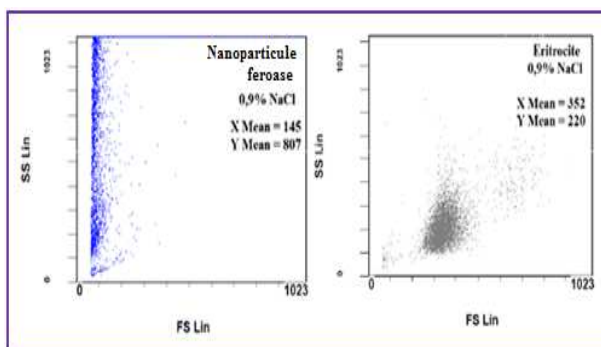 Nanoparticule
feroase
0,9% NaCl
X Mean = 145
Y Mean = 807
1023
SS Lin
0
0
1023
FS Lin
Eritrocite
0,9% NaCl
X Mean = 352
Y Mean = 220
1023
SS Lin
0
0
1023
FS Lin